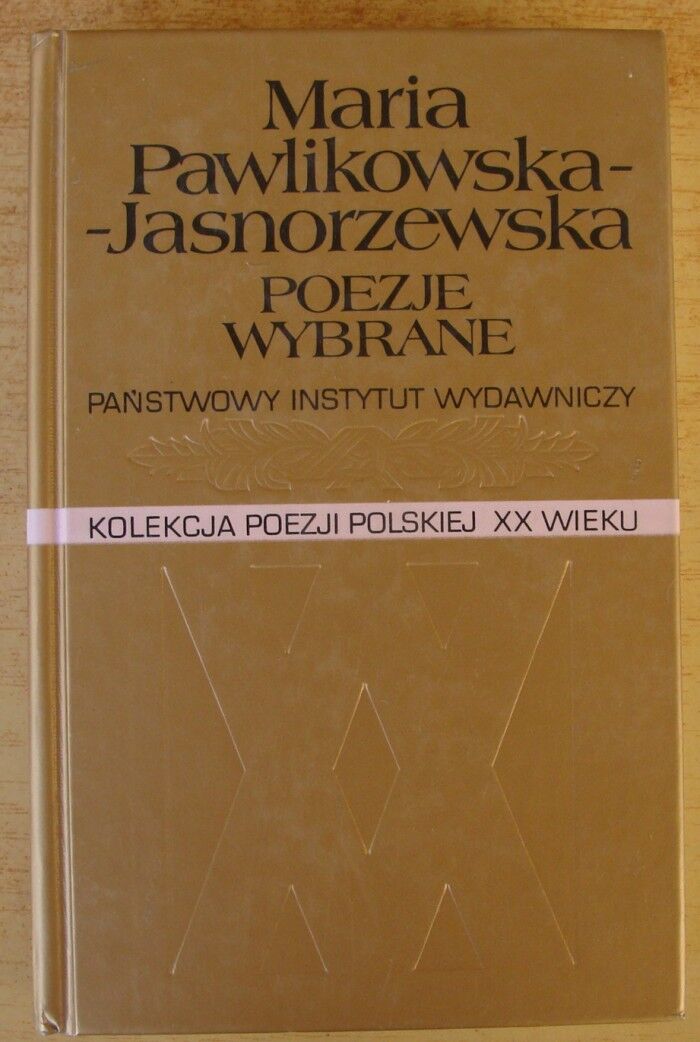 Maria
Pawlikowska-
-Jasnorzewska
POEZJE
WYBRANE
PAŃSTWOWY INSTYTUT WYDAWNICZY
KOLEKCJA POEZJI POLSKIEJ XX WIEKU
XX